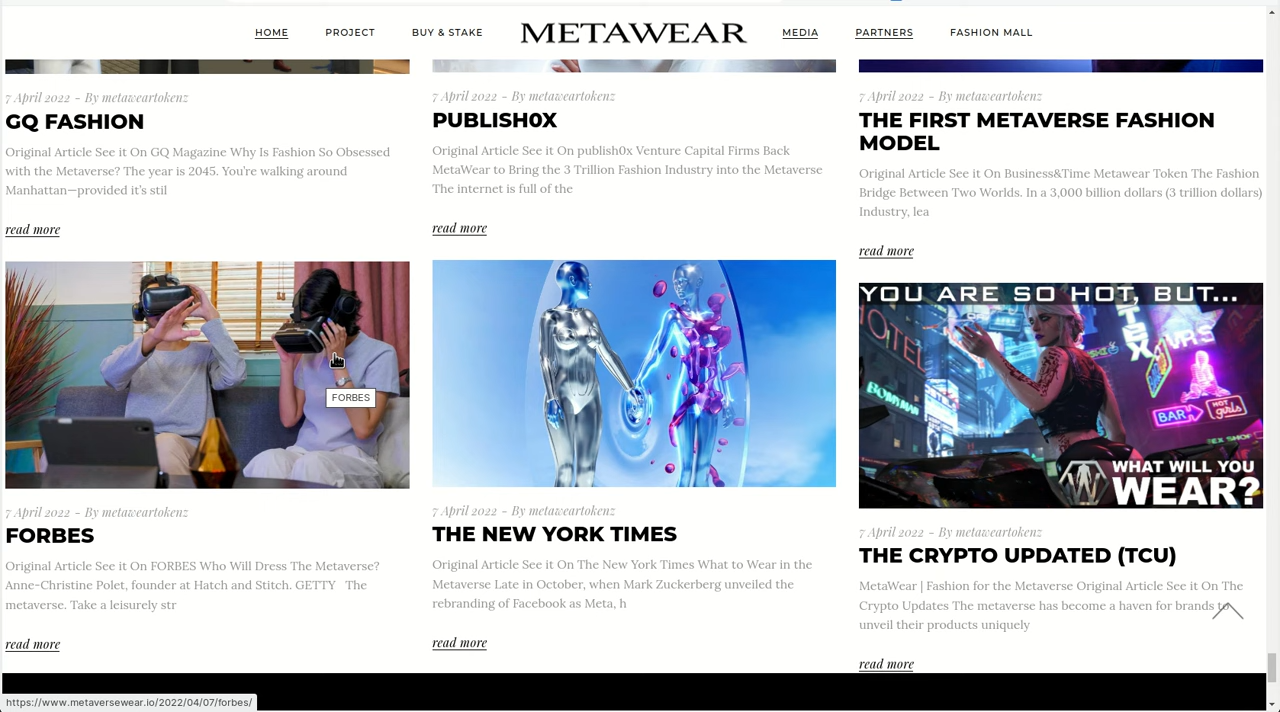 HOME
PROJECT
BUY & STAKE
METAWEAR
MEDIA
PARTNERS
FASHION MALL
7 April 2022 - By metaweartokenz
GQ FASHION
Original Article See it On GQ Magazine Why Is Fashion So Obsessed
with the Metaverse? The year is 2045. You're walking around
Manhattan—provided it's stil
read more
7 April 2022 - By metaweartokenz
PUBLISH0X
Original Article See it On publish0x Venture Capital Firms Back
MetaWear to Bring the 3 Trillion Fashion Industry into the Metaverse
The internet is full of the
read more
7 April 2022 - By metaweartokenz
THE FIRST METAVERSE FASHION
MODEL
Original Article See it On Business&Time Metawear Token The Fashion
Bridge Between Two Worlds. In a 3,000 billion dollars (3 trillion dollars)
Industry, lea
read more
FORBES
7 April 2022 - By metaweartokenz
FORBES
Original Article See it On FORBES Who Will Dress The Metaverse?
Anne-Christine Polet, founder at Hatch and Stitch. GETTY The
metaverse. Take a leisurely str
read more
7 April 2022 - By metaweartokenz
THE NEW YORK TIMES
Original Article See it On The New York Times What to Wear in the
Metaverse Late in October, when Mark Zuckerberg unveiled the
rebranding of Facebook as Meta, h
read more
YOU ARE SO HOT, BUT...
HOTEL
BAR
HOT
girls
SEX SHOP
WHAT WILL YOU
WEAR?
7 April 2022 - By metaweartokenz
THE CRYPTO UPDATED (TCU)
MetaWear | Fashion for the Metaverse Original Article See it On The
Crypto Updates The metaverse has become a haven for brands to
unveil their products uniquely
read more
https://www.metaversewear.io/2022/04/07/forbes/